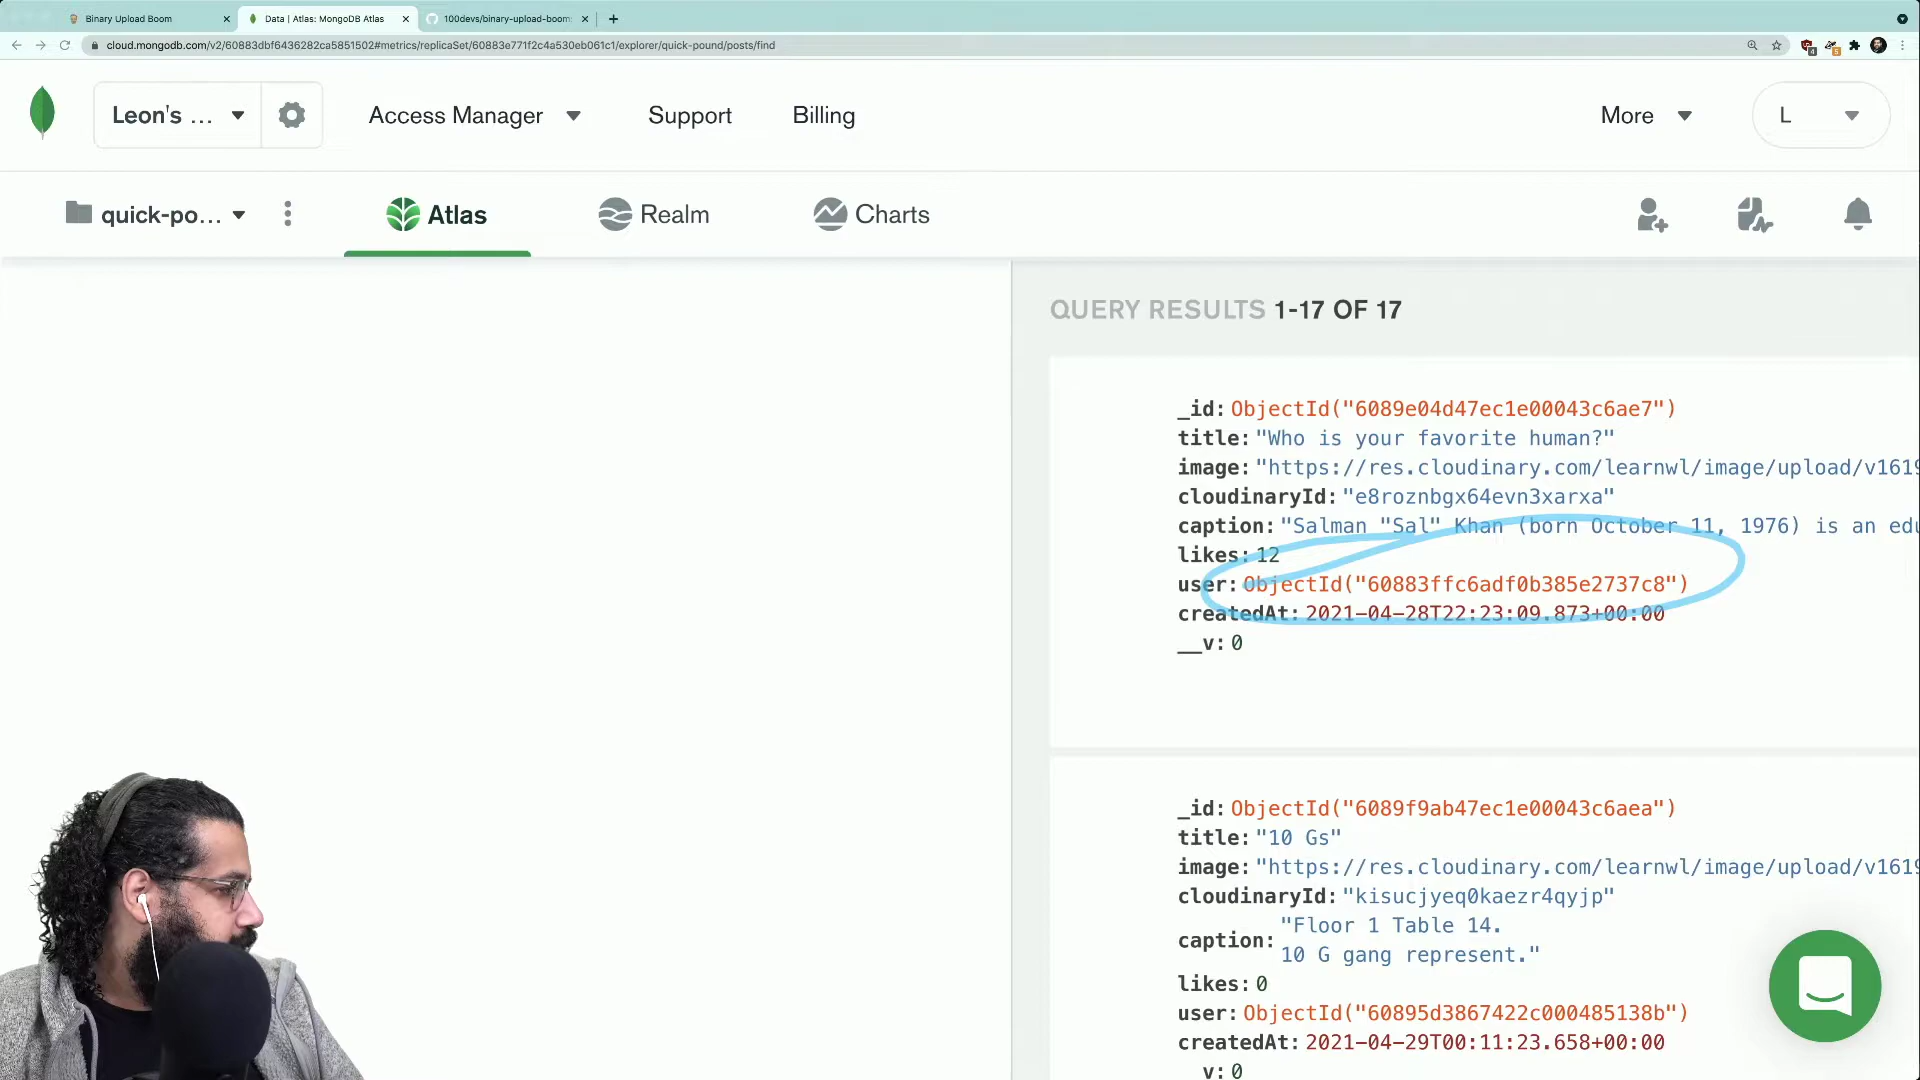 Binary Upload Boom
Data | Atlas: MongoDB Atlas
100devs/binary-upload-boom
cloud.mongodb.com/v2/60883dbf6436282ca5851502#metrics/replicaSet/60883e771f2c4a530eb061c1/explorer/quick-pound/posts/find
Leon's ...
Access Manager
Support
Billing
More
L
quick-po...
Atlas
Realm
Charts
QUERY RESULTS 1-17 OF 17
_id: ObjectId("6089e04d47ec1e00043c6ae7")
title: "Who is your favorite human?"
image: "https://res.cloudinary.com/learnwl/image/upload/v1619
cloudinaryId: "e8roznbgx64evn3xarxa"
caption: "Salman "Sal" Khan (born October 11, 1976) is an edu
likes: 12
user: ObjectId("60883ffc6adf0b385e2737c8")
createdAt: 2021-04-28T22:23:09.873+00:00
__v: 0
_id: ObjectId("6089f9ab47ec1e00043c6aea")
title: "10 Gs"
image: "https://res.cloudinary.com/learnwl/image/upload/v1619
cloudinaryId: "kisucjyeq0kaezr4qyjp"
caption: "Floor 1 Table 14.
10 G gang represent."
likes: 0
user: ObjectId("60895d3867422c000485138b")
createdAt: 2021-04-29T00:11:23.658+00:00
v: 0